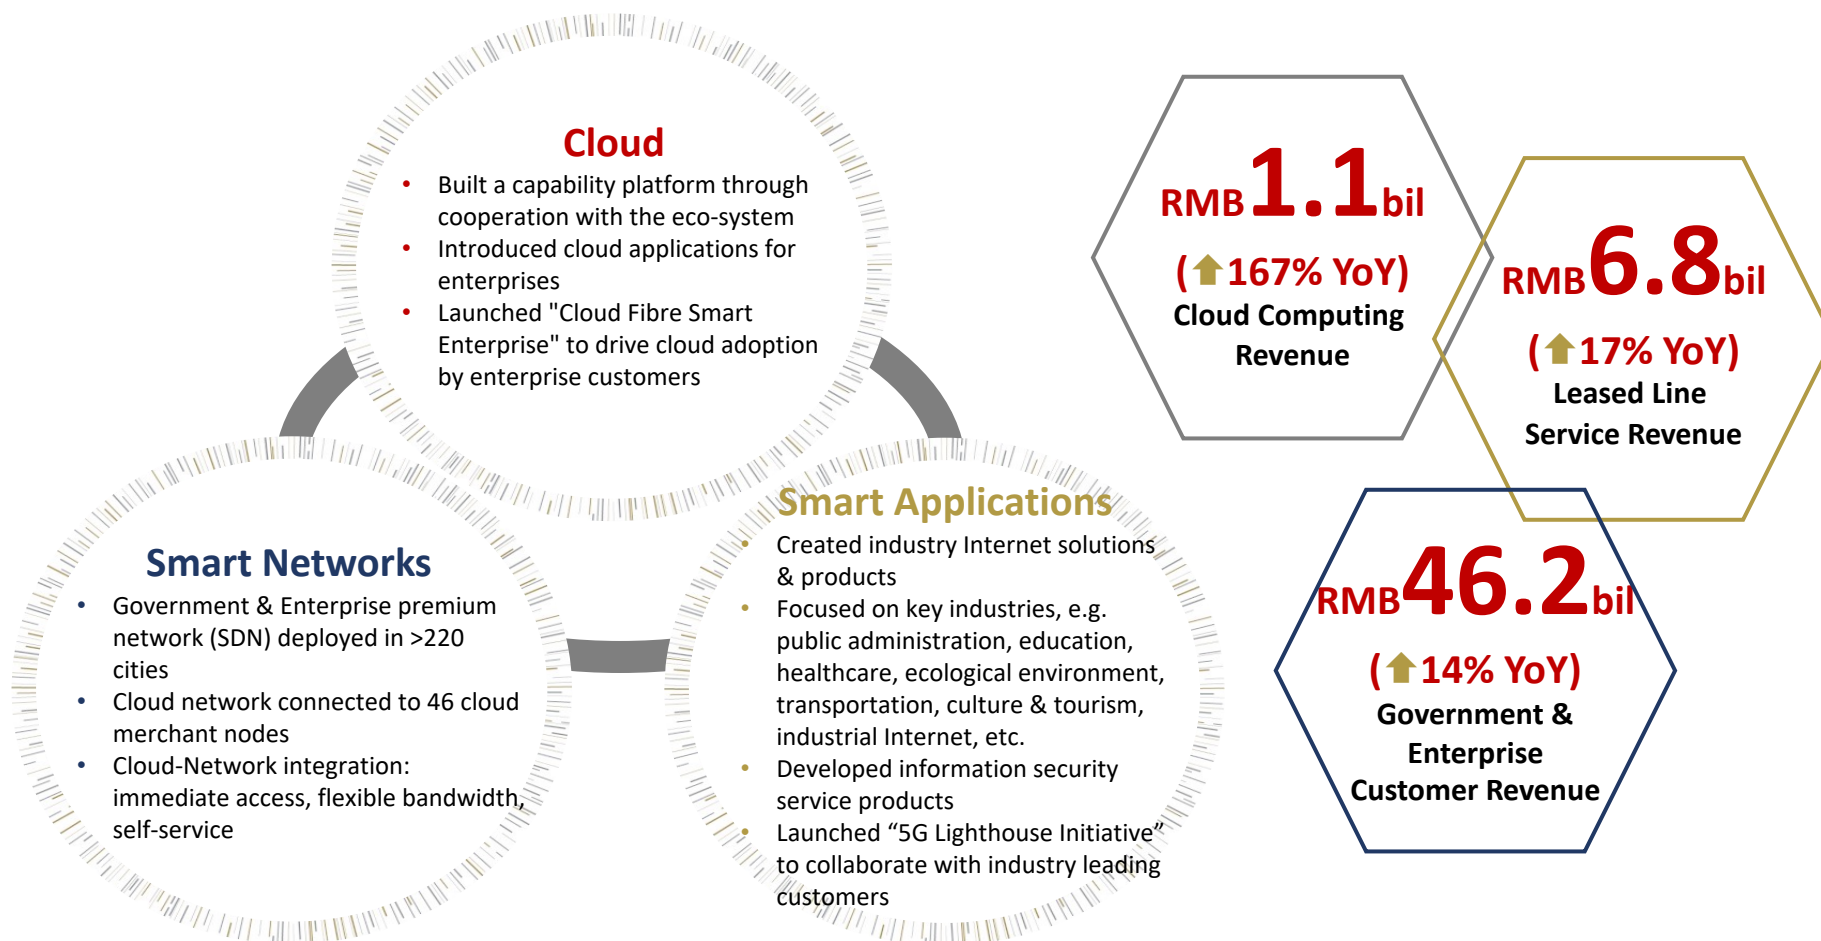 Cloud
• Built a capability platform through
cooperation with the eco-system
• Introduced cloud applications for
enterprises
• Launched "Cloud Fibre Smart
Enterprise" to drive cloud adoption
by enterprise customers
Smart Networks
• Government & Enterprise premium
network (SDN) deployed in >220
cities
• Cloud network connected to 46 cloud
merchant nodes
• Cloud-Network integration:
immediate access, flexible bandwidth,
self-service
Smart Applications
• Created industry Internet solutions
& products
• Focused on key industries, e.g.
public administration, education,
healthcare, ecological environment,
transportation, culture & tourism,
industrial Internet, etc.
• Developed information security
service products
• Launched “5G Lighthouse Initiative”
to collaborate with industry leading
customers
RMB1.1bil
(⬆167% YoY)
Cloud Computing
Revenue
RMB6.8bil
(⬆17% YoY)
Leased Line
Service Revenue
RMB46.2bil
(⬆14% YoY)
Government &
Enterprise
Customer Revenue